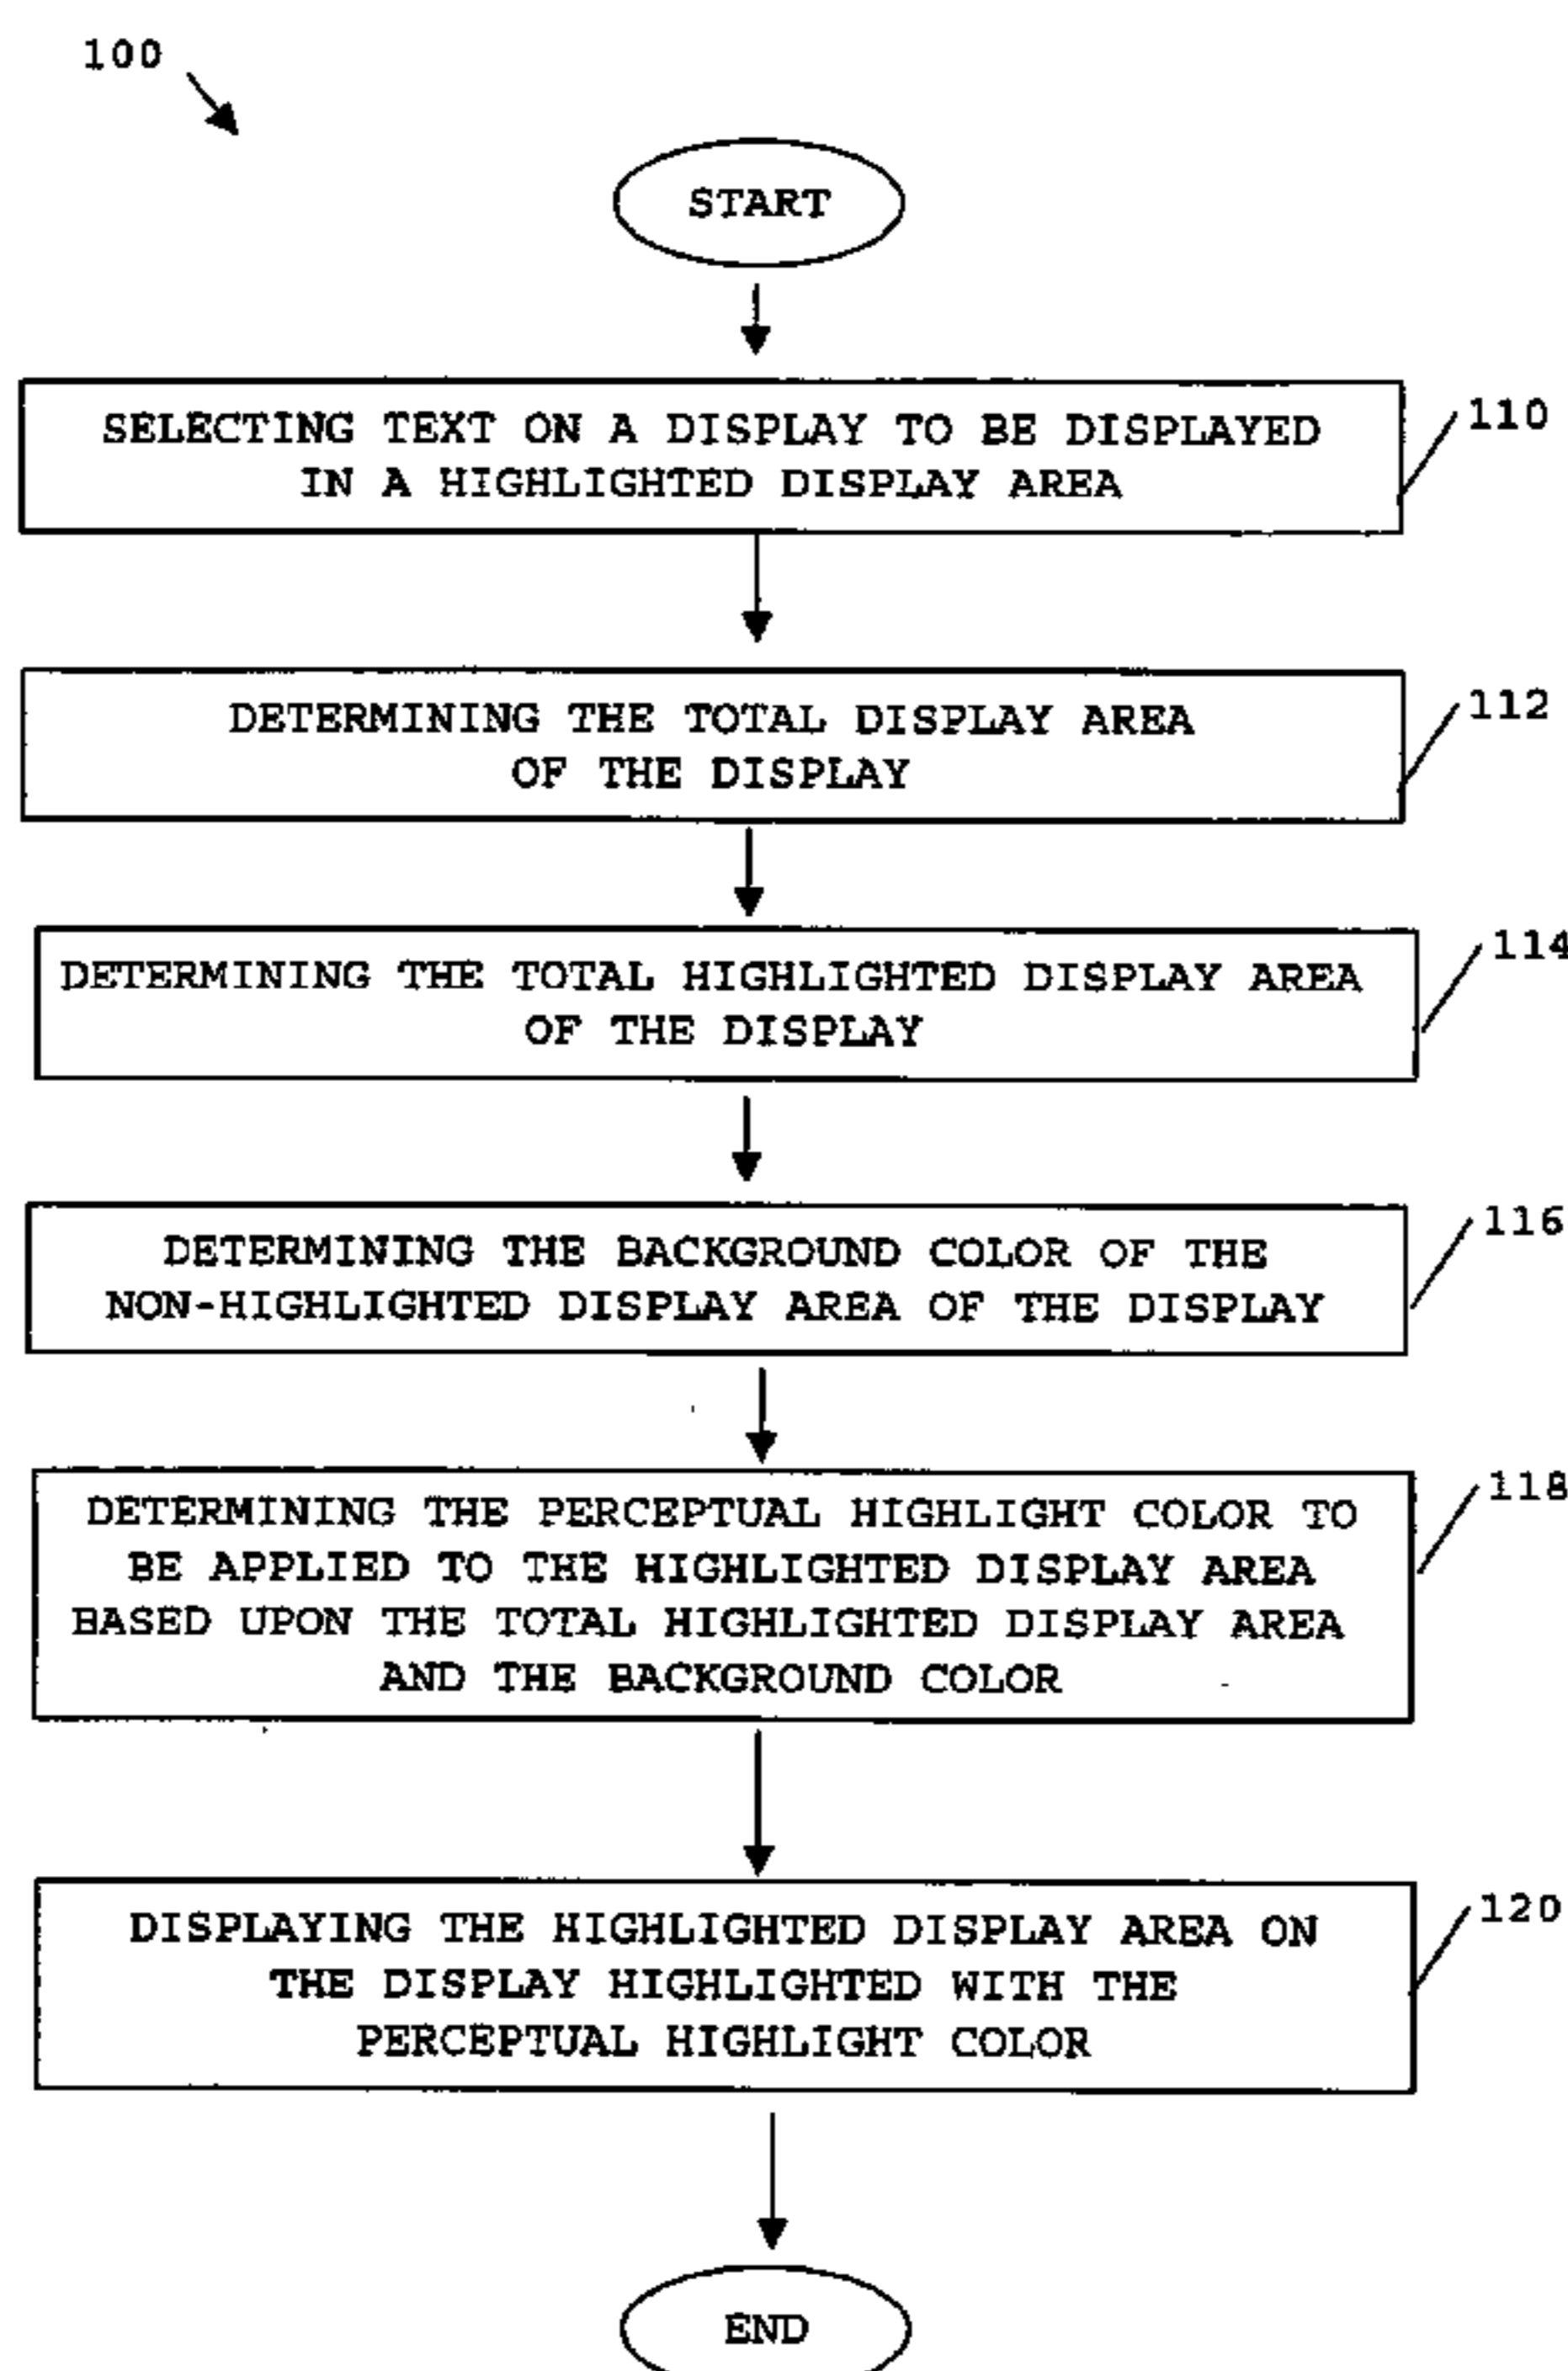 100
START
SELECTING TEXT ON A DISPLAY TO BE DISPLAYED
IN A HIGHLIGHTED DISPLAY AREA
110
DETERMINING THE TOTAL DISPLAY AREA
OF THE DISPLAY
112
DETERMINING THE TOTAL HIGHLIGHTED DISPLAY AREA
OF THE DISPLAY
114
DETERMINING THE BACKGROUND COLOR OF THE
NON-HIGHLIGHTED DISPLAY AREA OF THE DISPLAY
116
DETERMINING THE PERCEPTUAL HIGHLIGHT COLOR TO
BE APPLIED TO THE HIGHLIGHTED DISPLAY AREA
BASED UPON THE TOTAL HIGHLIGHTED DISPLAY AREA
AND THE BACKGROUND COLOR
118
DISPLAYING THE HIGHLIGHTED DISPLAY AREA ON
THE DISPLAY HIGHLIGHTED WITH THE
PERCEPTUAL HIGHLIGHT COLOR
120
END